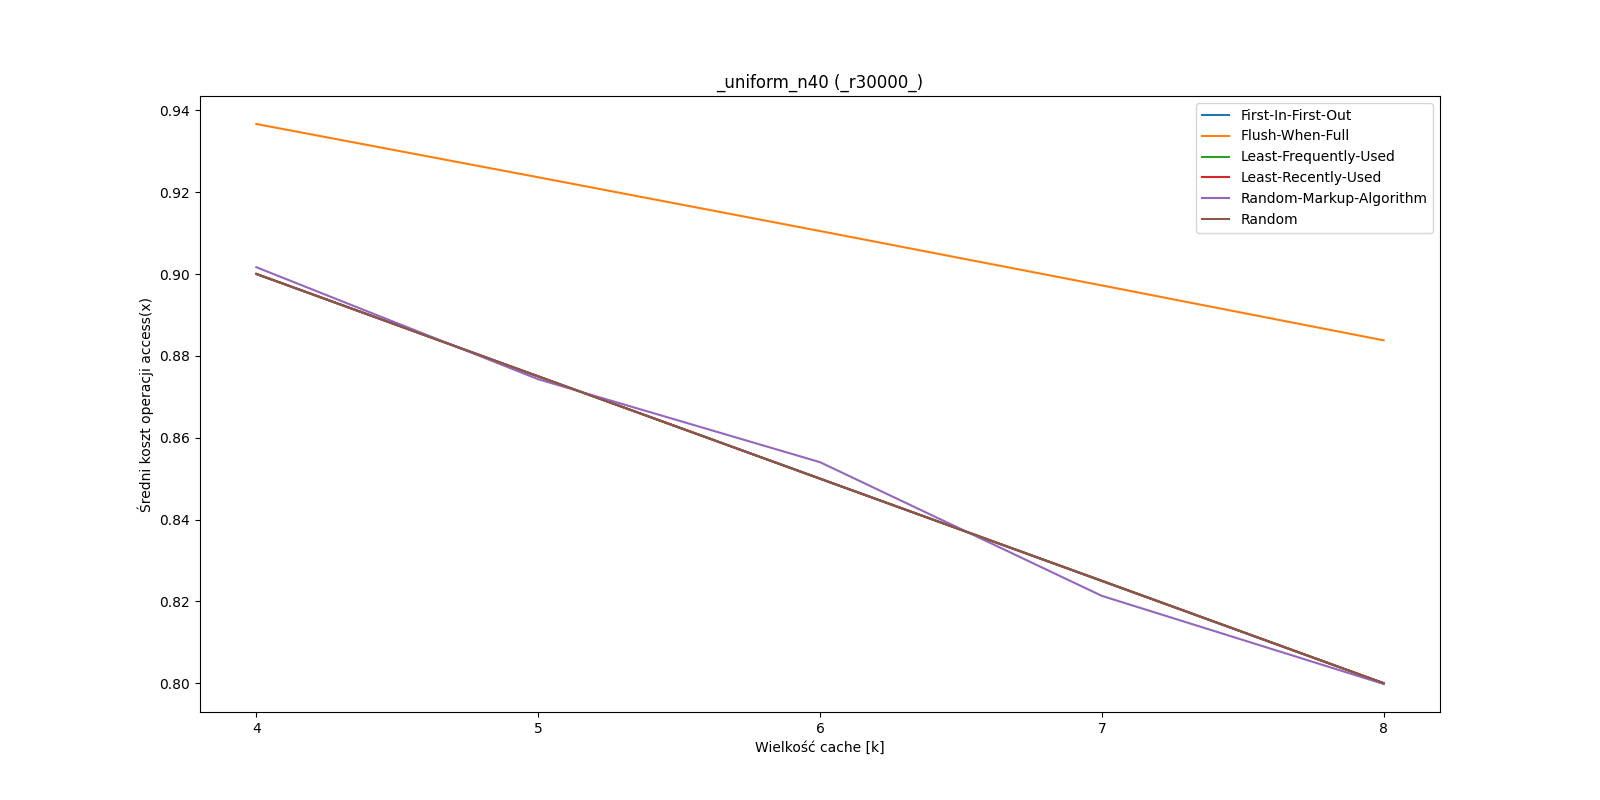 _uniform_n40 (_r30000_)
First-In-First-Out
Flush-When-Full
Least-Frequently-Used
Least-Recently-Used
Random-Markup-Algorithm
Random
Średni koszt operacji access(x)
0.94
0.92
0.90
0.88
0.86
0.84
0.82
0.80
4 5 6 7 8
Wielkość cache [k]